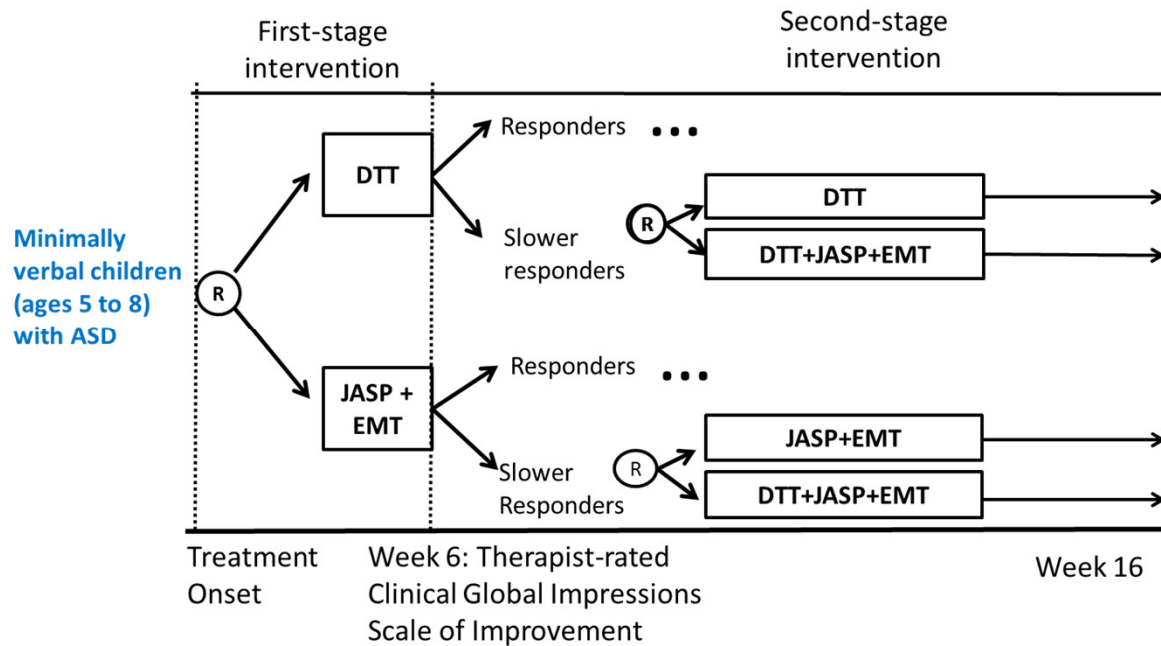 First-stage
intervention
Second-stage
intervention
Responders ...
DTT
DTT
R
Slower
responders
DTT+JASP+EMT
Minimally
verbal children
(ages 5 to 8)
with ASD
R
Responders ...
JASP +
EMT
JASP+EMT
R
Slower
Responders
DTT+JASP+EMT
Treatment
Onset
Week 6: Therapist-rated
Clinical Global Impressions
Scale of Improvement
Week 16